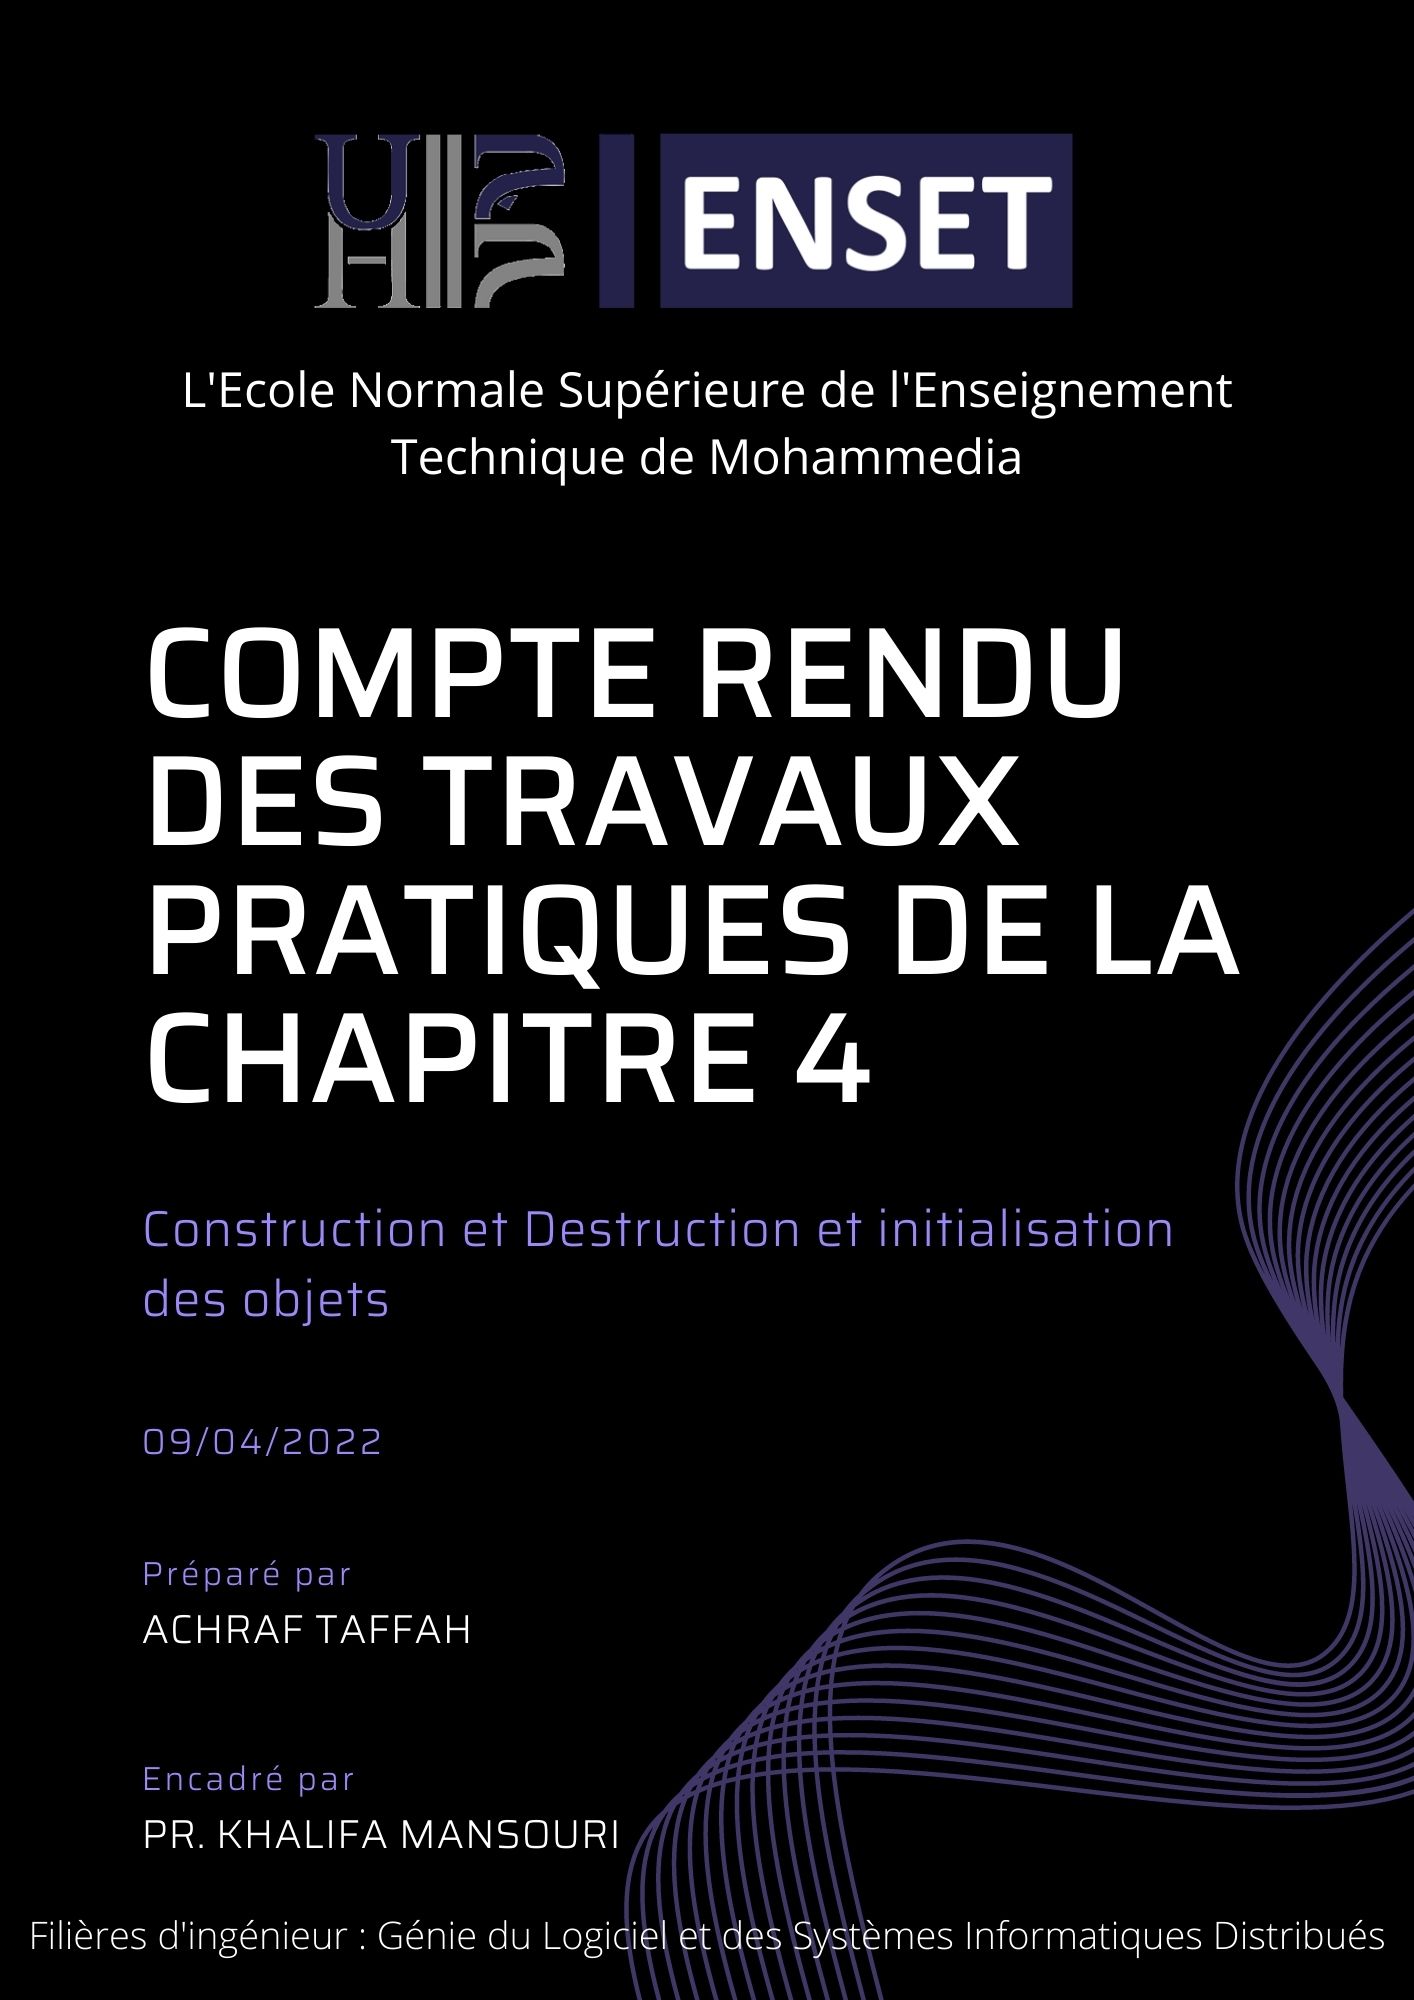 UH2C ENSET
L'Ecole Normale Supérieure de l'Enseignement
Technique de Mohammedia
COMPTE RENDU
DES TRAVAUX
PRATIQUES DE LA
CHAPITRE 4
Construction et Destruction et initialisation
des objets
09/04/2022
Préparé par
ACHRAF TAFFAH
Encadré par
PR. KHALIFA MANSOURI
Filières d'ingénieur : Génie du Logiciel et des Systèmes Informatiques Distribués